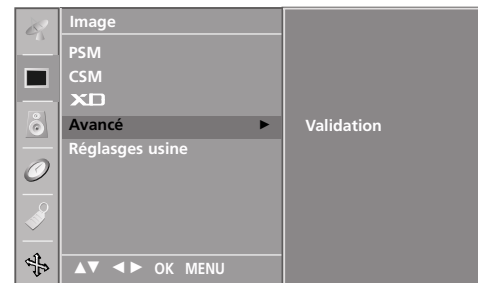 Image
PSM
CSM
XD
Avancé ► Validation
Réglasges usine
▲▼ ◄► OK MENU